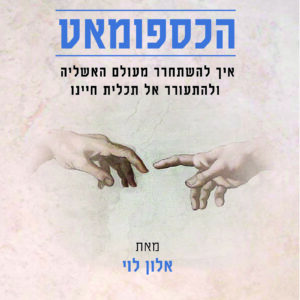 הכספומאט
איך להשתחרר מעולם האשליה
ולהתעורר אל תכלית חיינו
מאת
אלון לוי